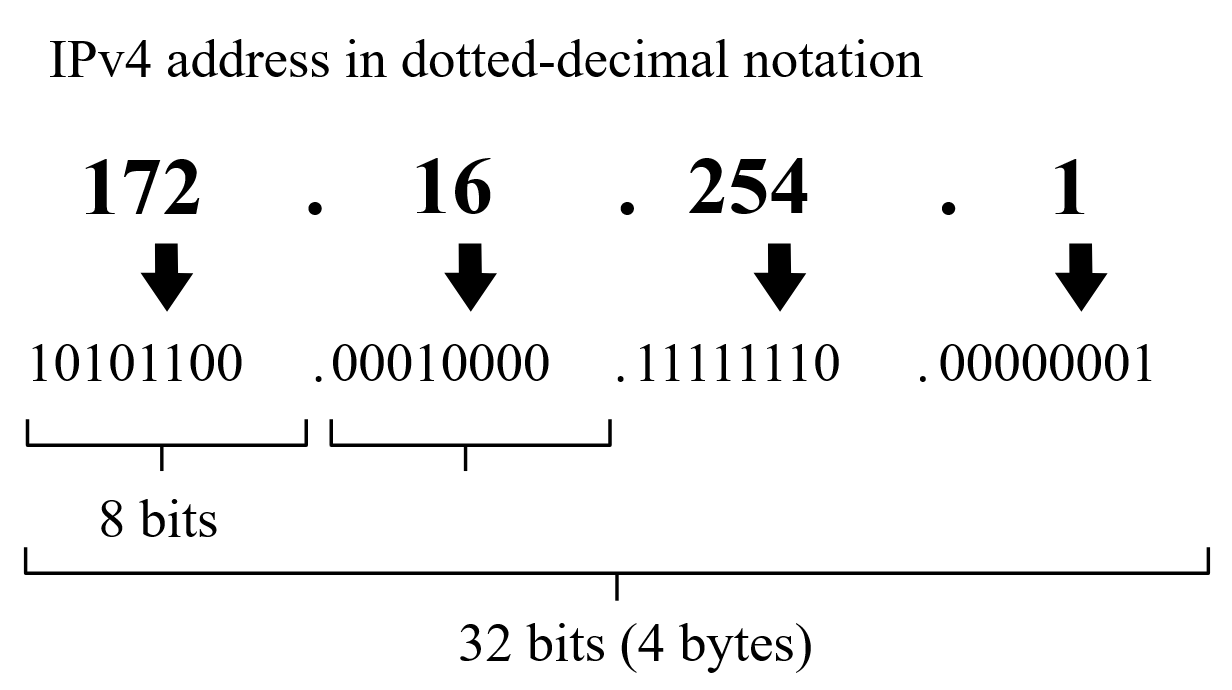 IPv4 address in dotted-decimal notation
172 . 16 . 254 . 1
10101100 .00010000 .11111110 .00000001
8 bits
32 bits (4 bytes)